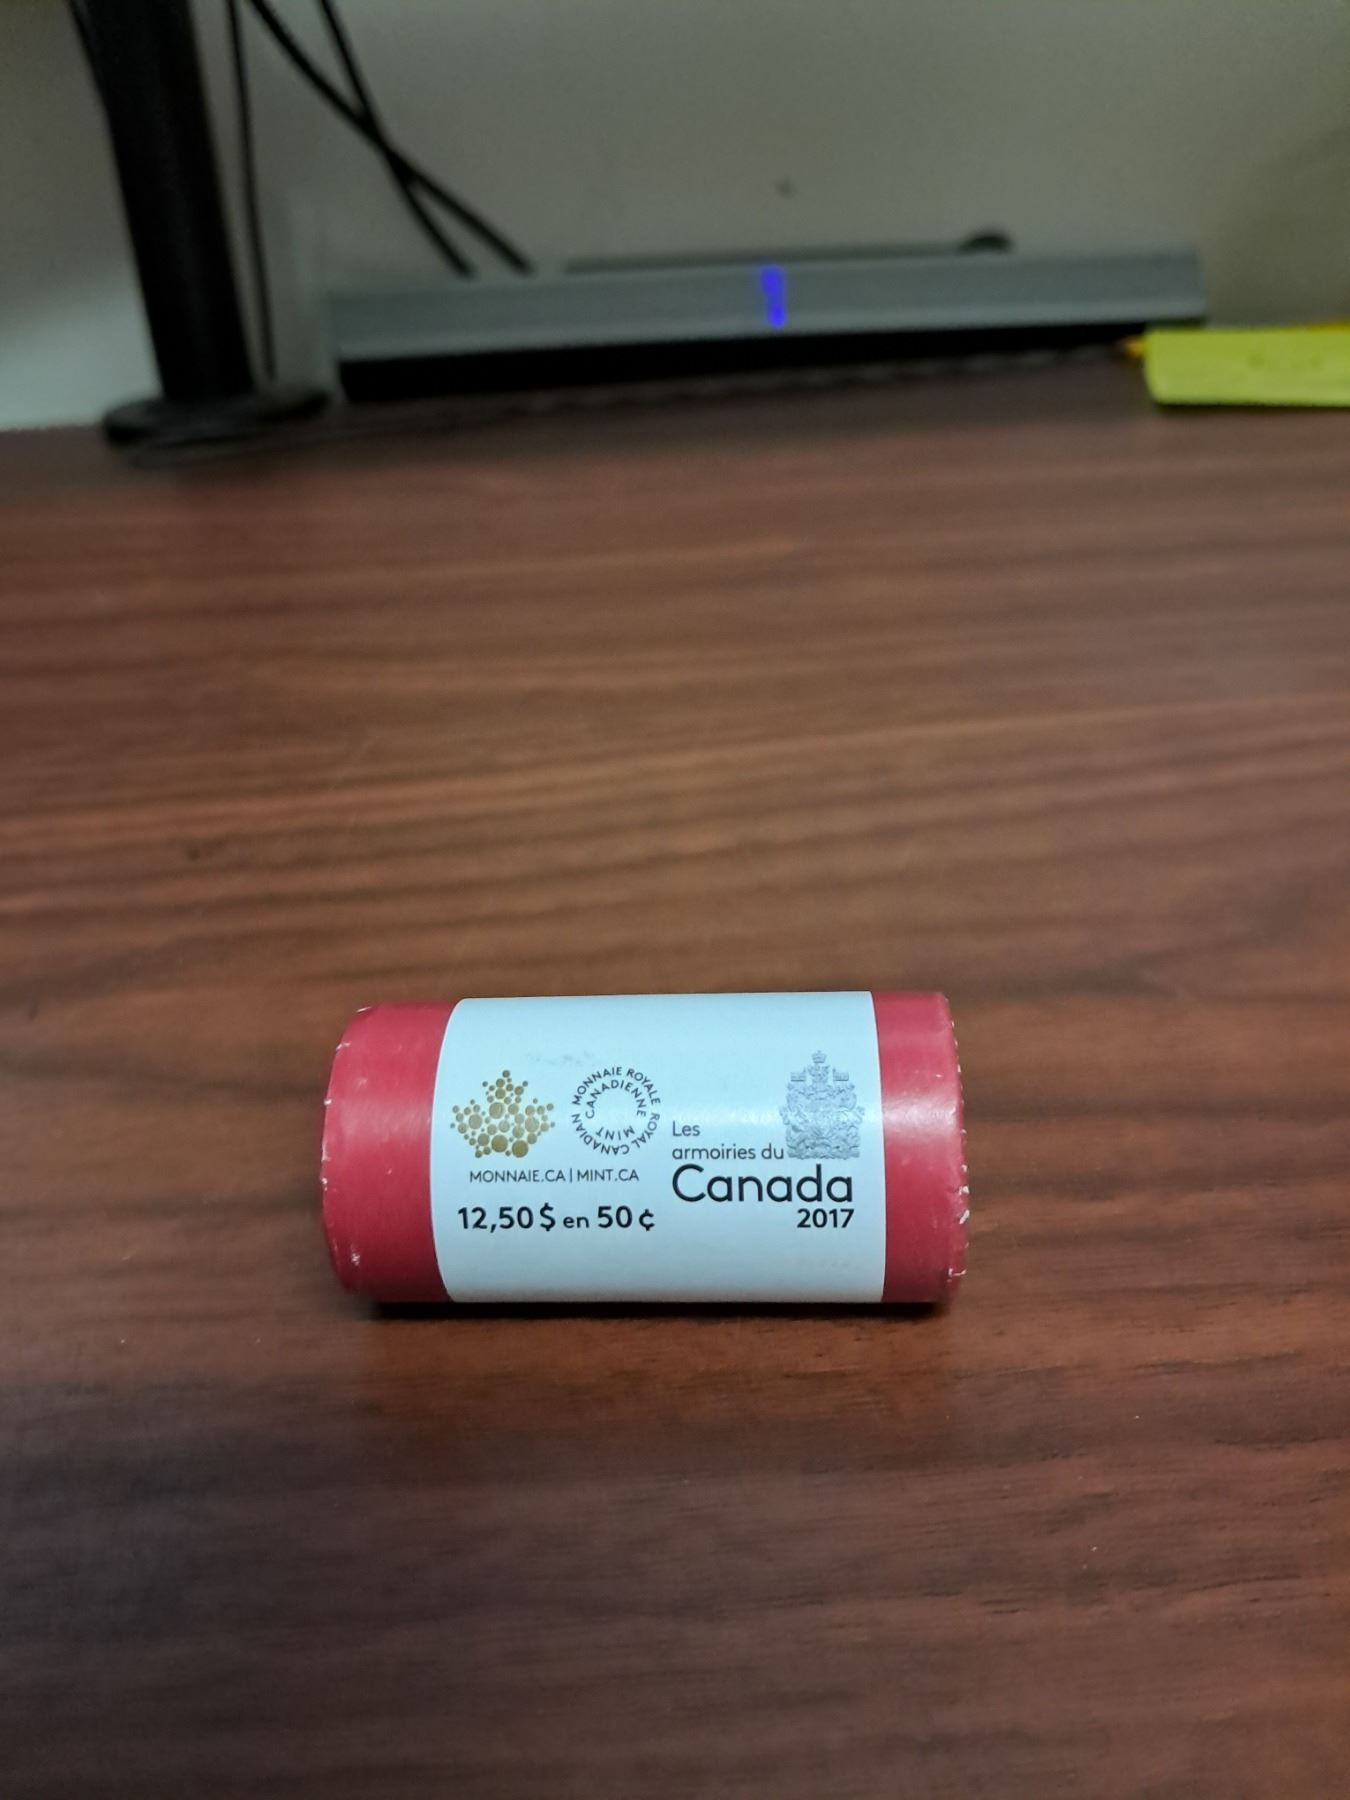 MONNAIE ROYALE
CANADIENNE
ROYAL CANADIAN
MINT
MONNAIE.CA | MINT.CA
12,50 $ en 50 ¢
Les
armoiries du
Canada
2017